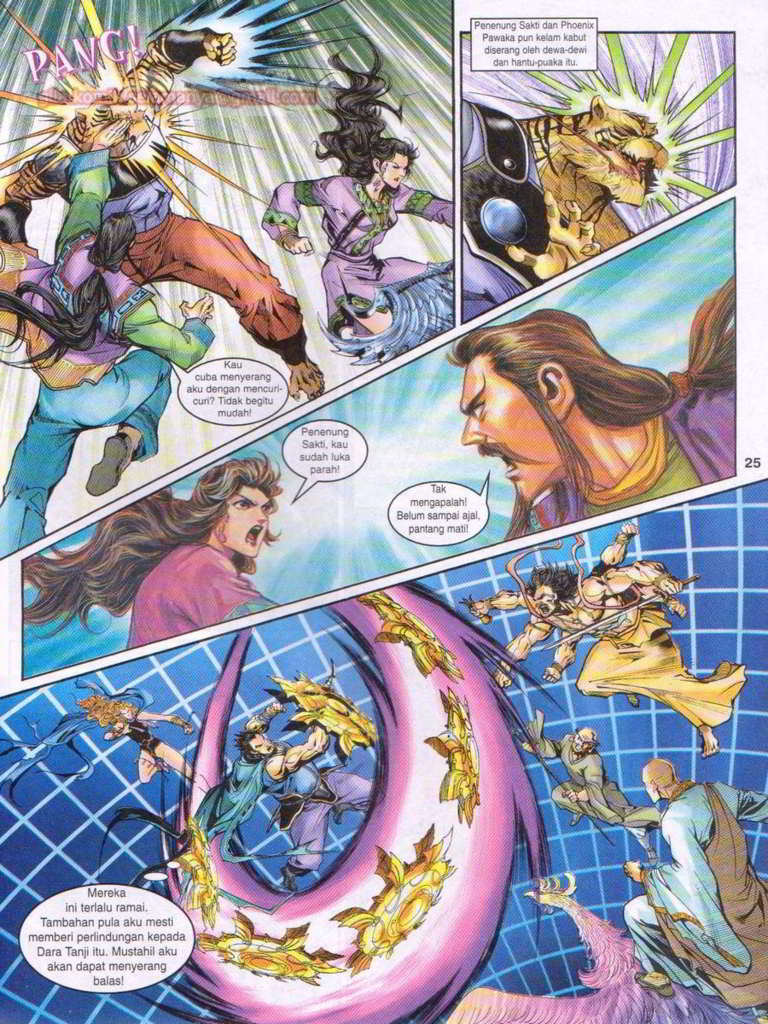 PANG!
Penenung Sakti dan Phoenix
Pawaka pun kelam kabut
diserang oleh dewa-dewi
dan hantu-puaka itu.
Kau
cuba menyerang
aku dengan mencuri-
curi? Tidak begitu
mudah!
Penenung
Sakti, kau
sudah luka
parah!
Tak
mengapalah!
Belum sampai ajal,
pantang mati!
25
Mereka
ini terlalu ramai.
Tambahan pula aku mesti
memberi perlindungan kepada
Dara Tanji itu. Mustahil aku
akan dapat menyerang
balas!